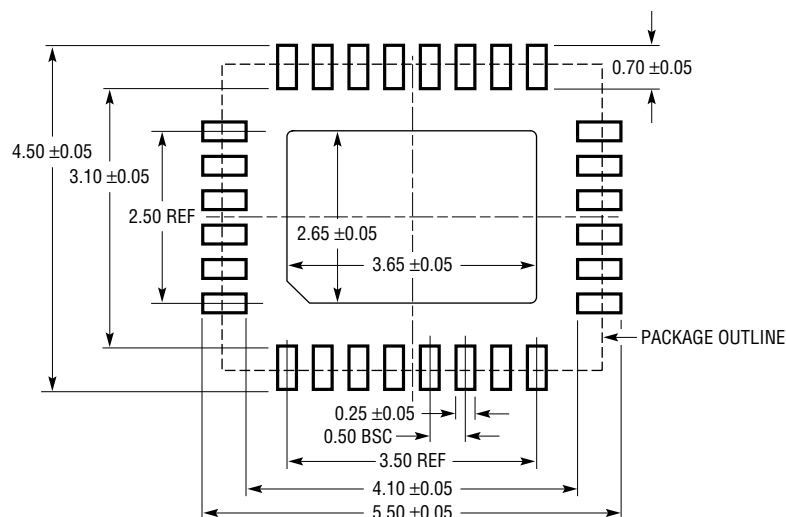 0.70 ±0.05
4.50 ±0.05
3.10 ±0.05
2.50 REF
2.65 ±0.05
3.65 ±0.05
PACKAGE OUTLINE
0.25 ±0.05
0.50 BSC
3.50 REF
4.10 ±0.05
5.50 ±0.05